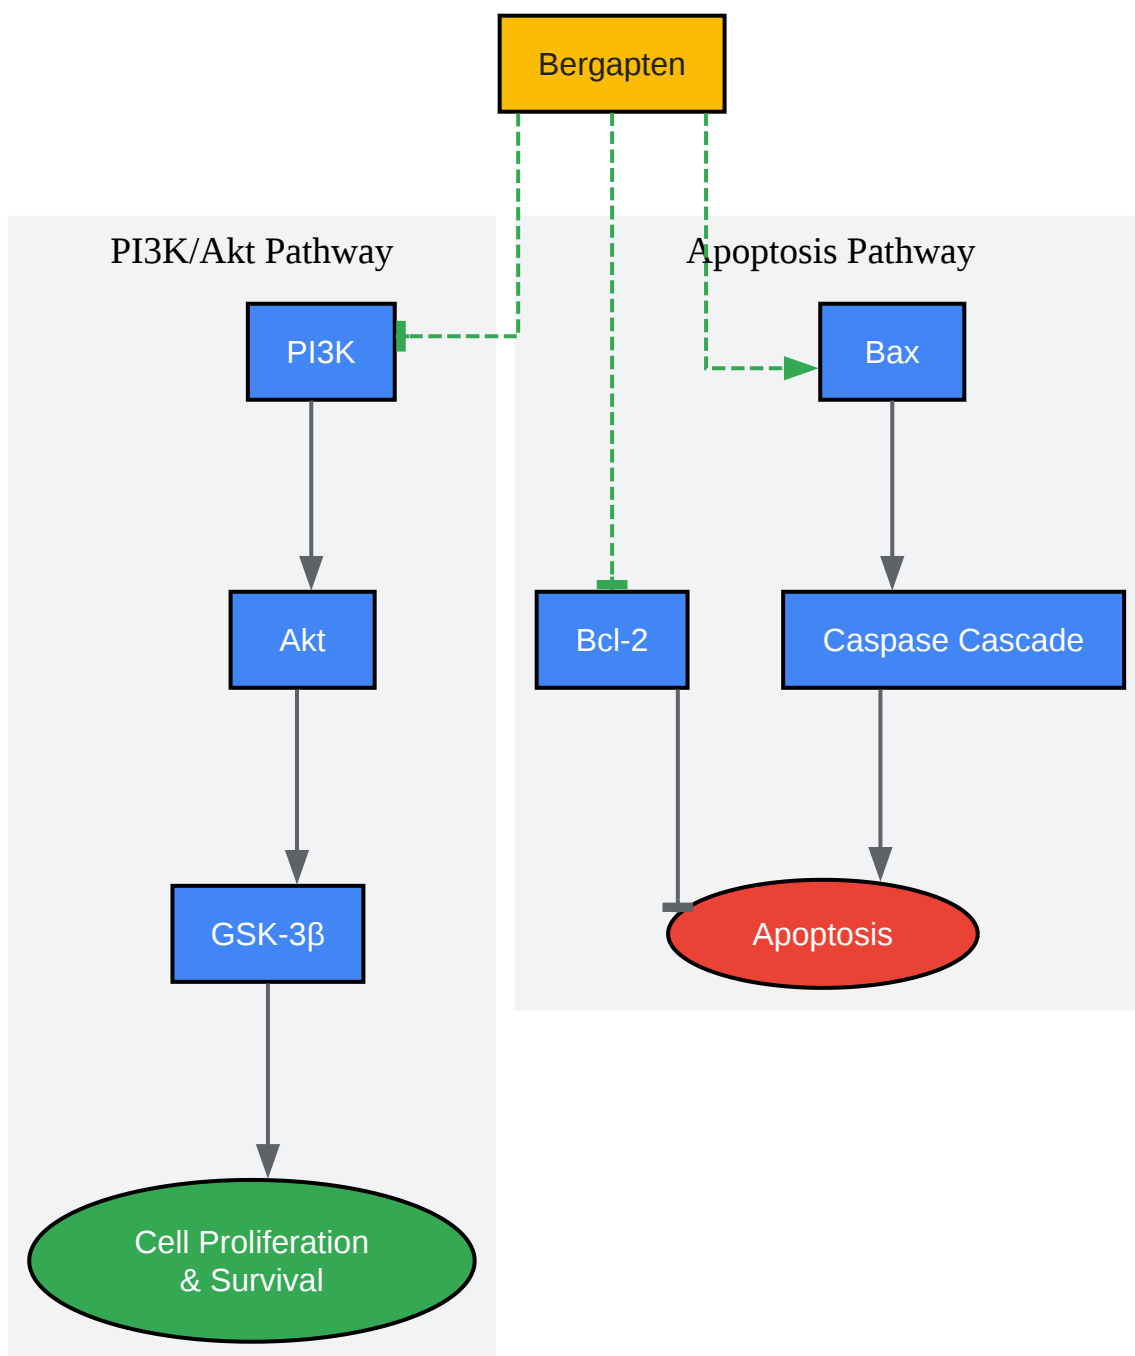 Bergapten
PI3K/Akt Pathway
Apoptosis Pathway
PI3K
Bax
Akt
Bcl-2
Caspase Cascade
GSK-3β
Apoptosis
Cell Proliferation
& Survival